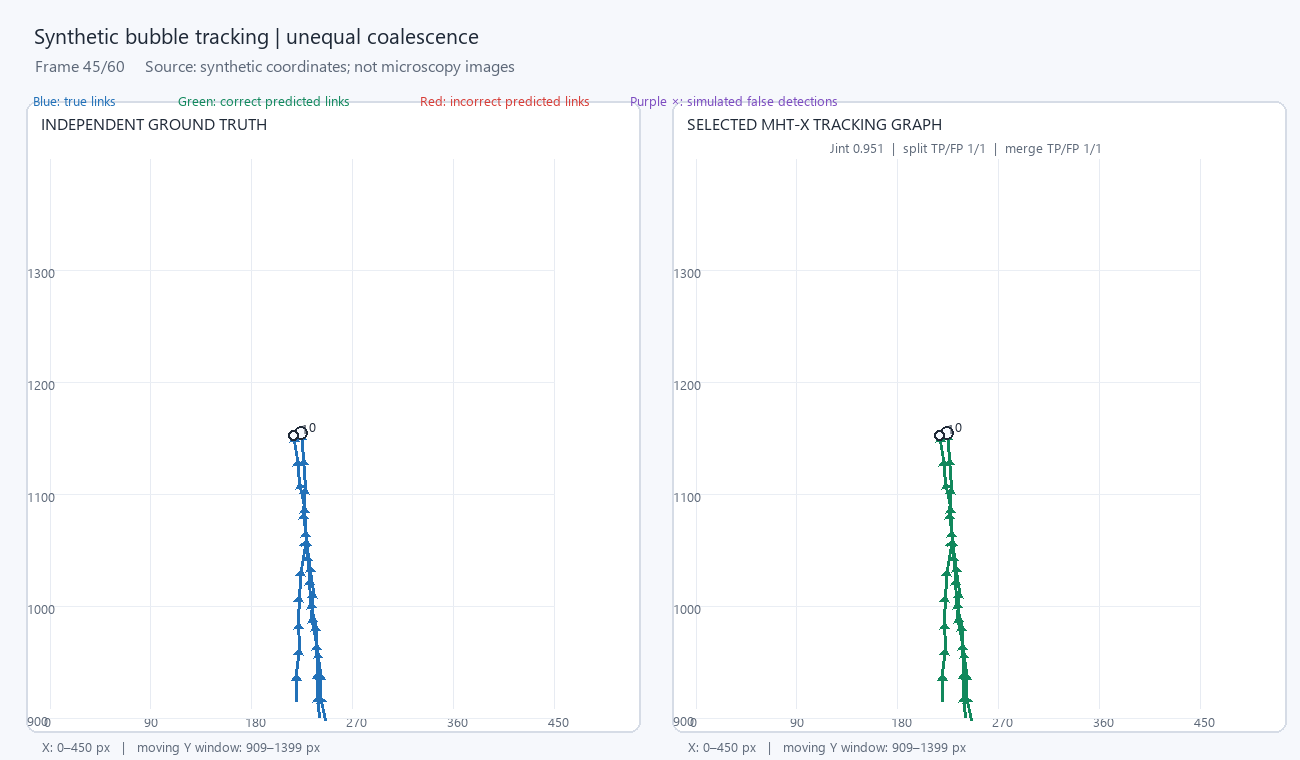 Synthetic bubble tracking | unequal coalescence
Frame 45/60 Source: synthetic coordinates; not microscopy images
Blue: true links Green: correct predicted links Red: incorrect predicted links Purple ×: simulated false detections
INDEPENDENT GROUND TRUTH
1300
1200
1100
1000
900
0 90 180 270 360 450
X: 0–450 px | moving Y window: 909–1399 px
SELECTED MHT-X TRACKING GRAPH
Jint 0.951 | split TP/FP 1/1 | merge TP/FP 1/1
1300
1200
1100
1000
900
0 90 180 270 360 450
X: 0–450 px | moving Y window: 909–1399 px